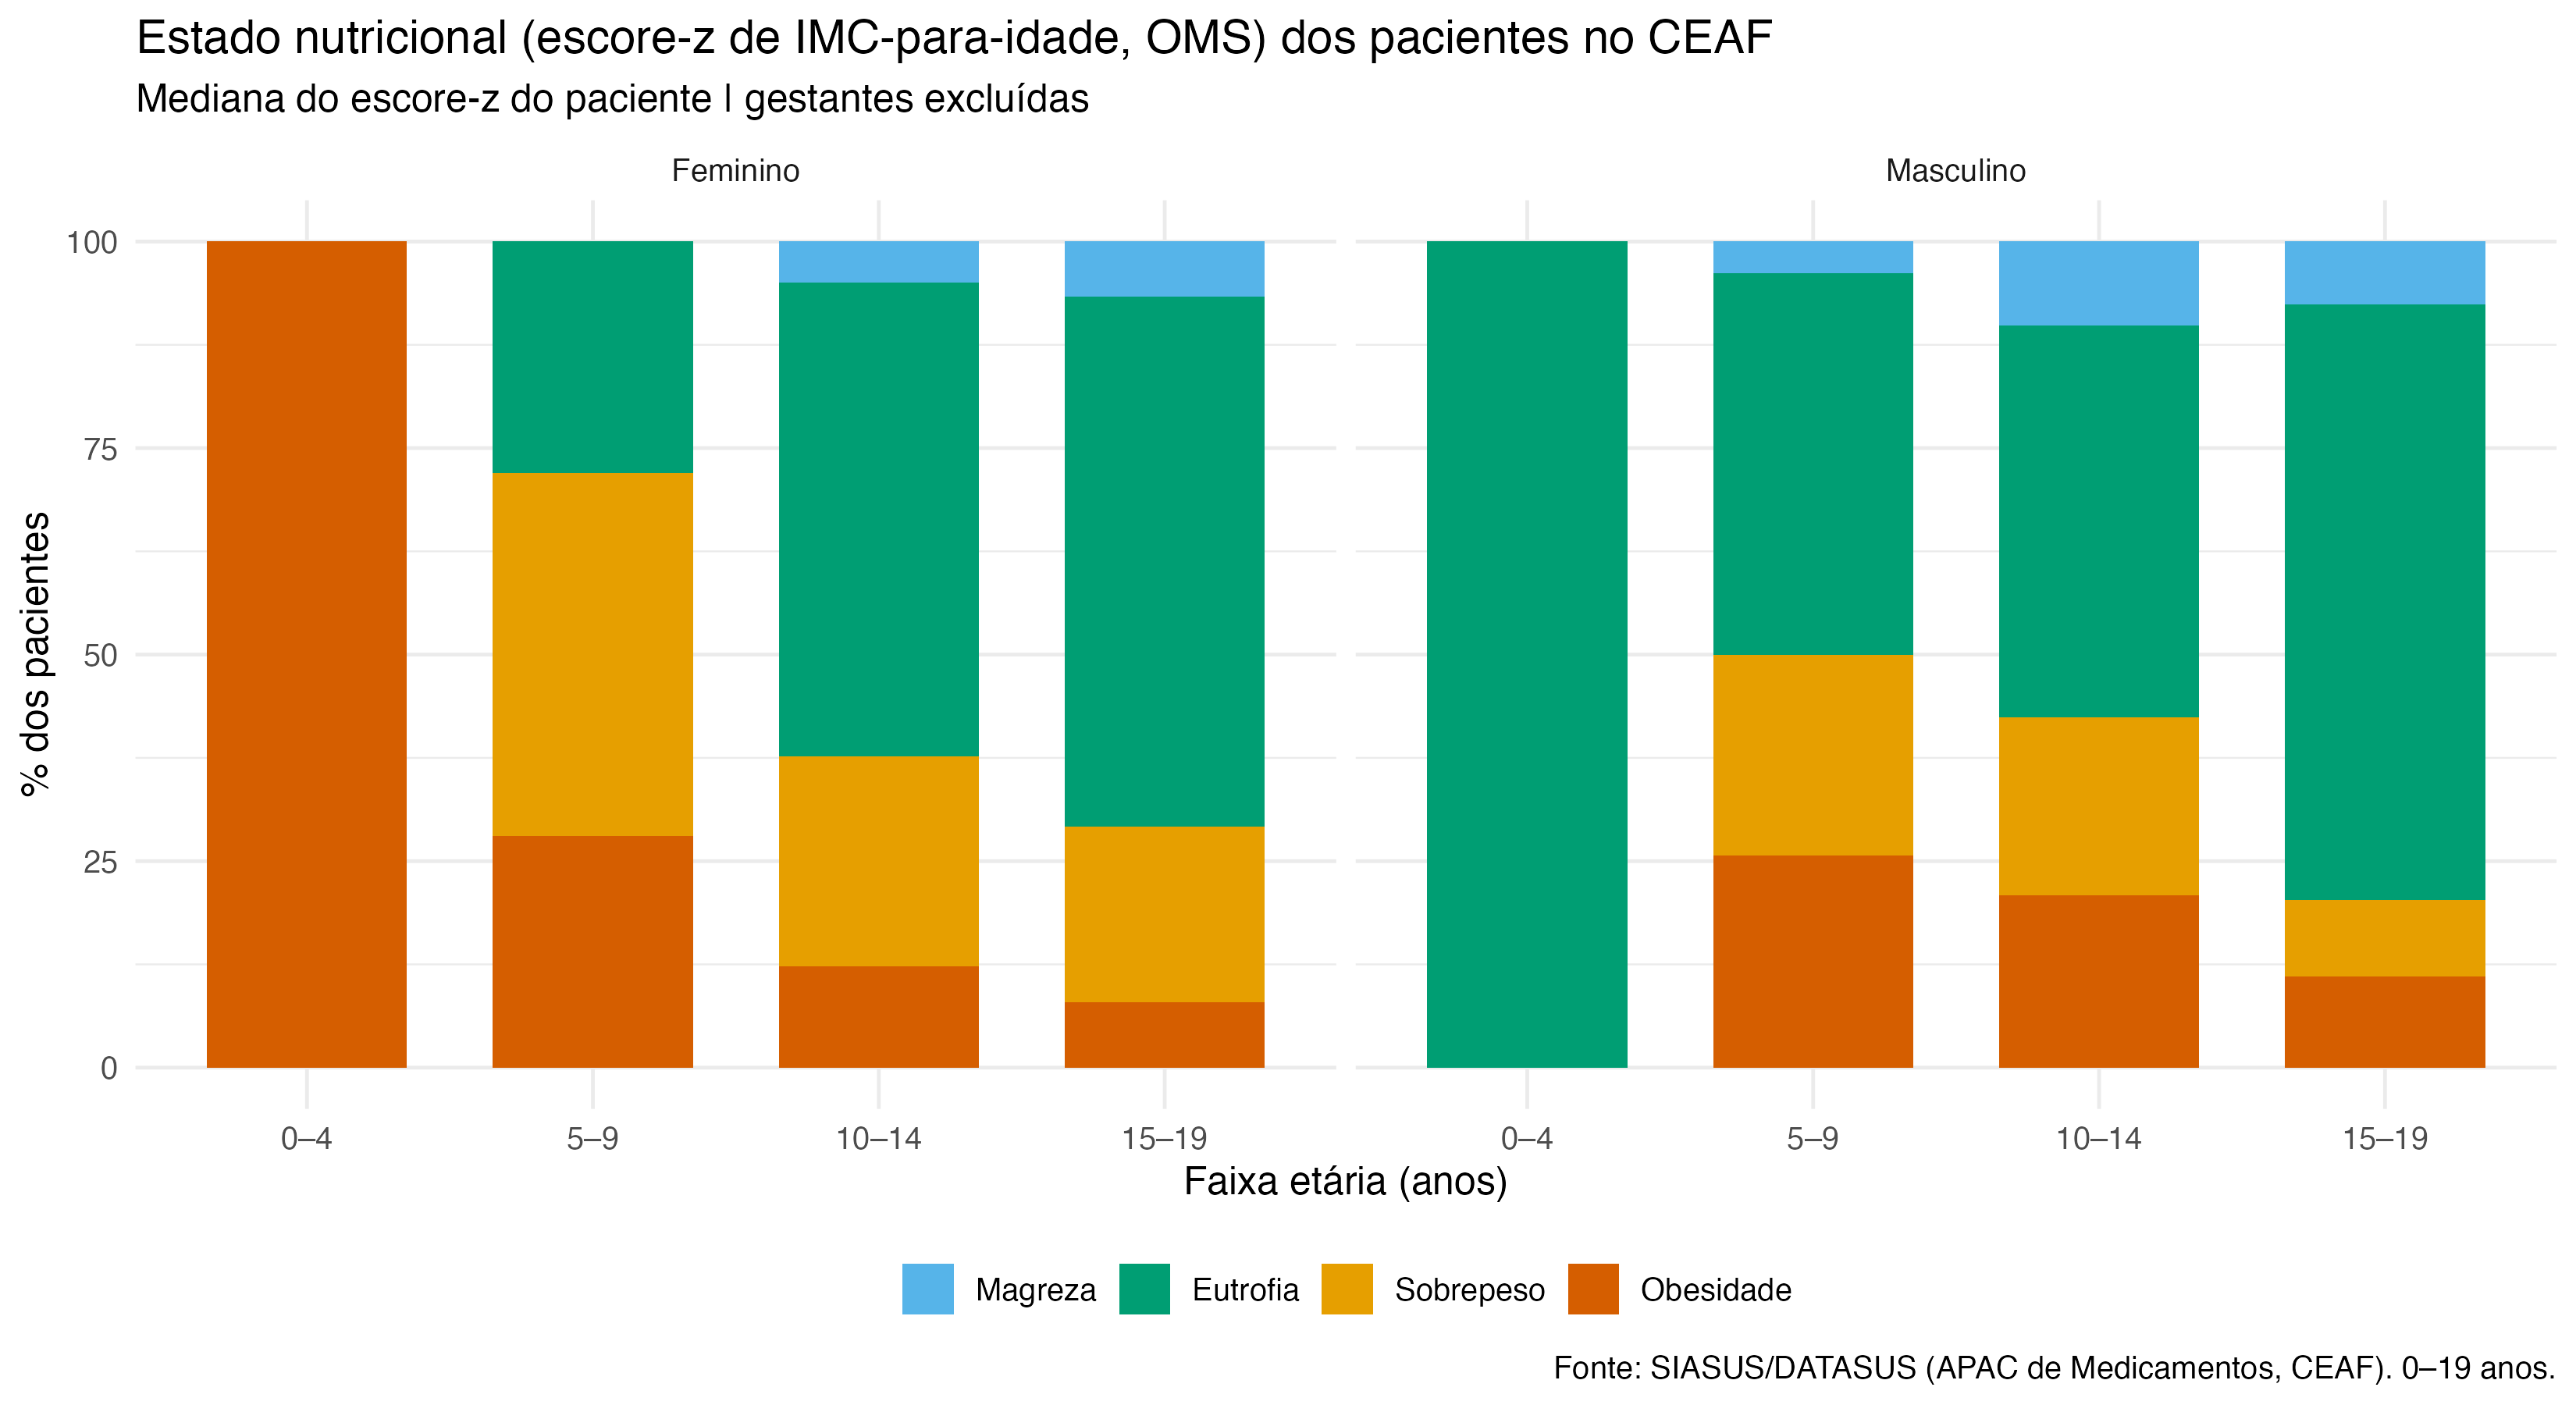 Estado nutricional (escore-z de IMC-para-idade, OMS) dos pacientes no CEAF
Mediana do escore-z do paciente | gestantes excluídas
Feminino
Masculino
100
75
50
25
0
% dos pacientes
0–4
5–9
10–14
15–19
0–4
5–9
10–14
15–19
Faixa etária (anos)
Magreza
Eutrofia
Sobrepeso
Obesidade
Fonte: SIASUS/DATASUS (APAC de Medicamentos, CEAF). 0–19 anos.